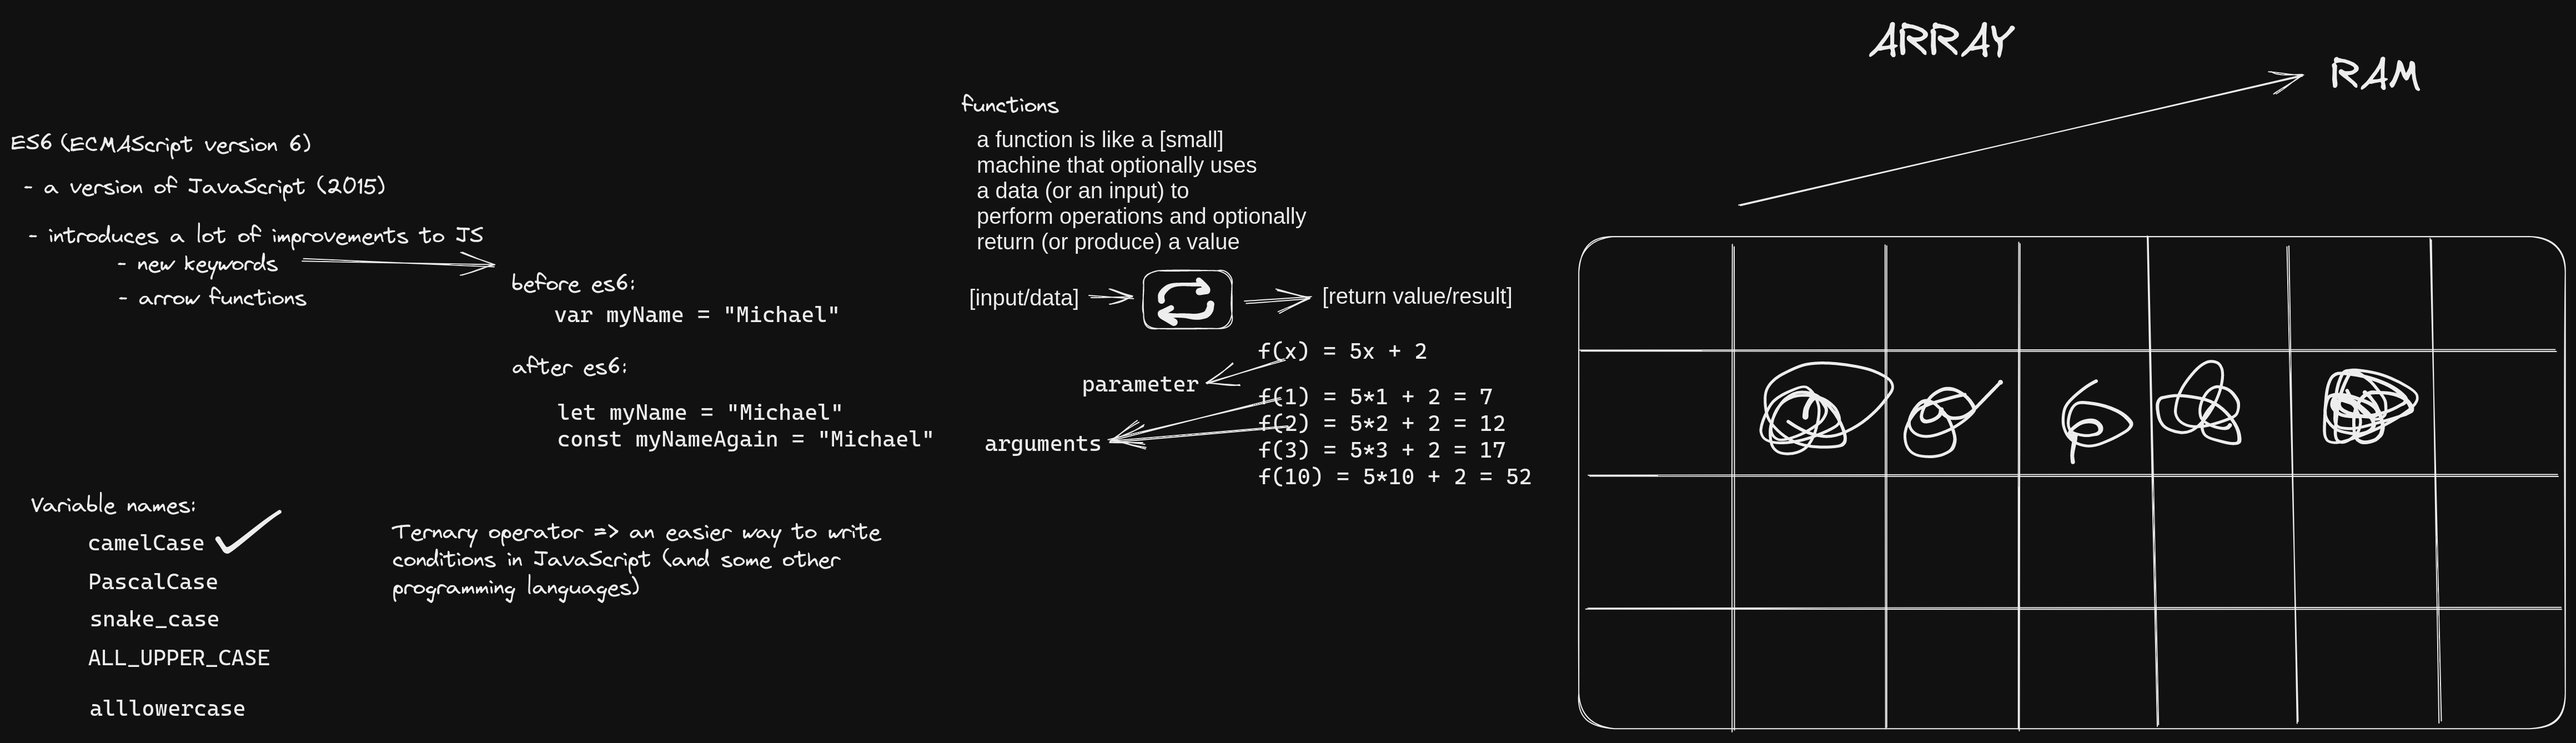 ES6 (ECMAScript version 6)
- a version of JavaScript (2015)
- introduces a lot of improvements to JS
- new keywords
- arrow functions
before es6:
var myName = "Michael"
after es6:
let myName = "Michael"
const myNameAgain = "Michael"
Variable names:
camelCase
PascalCase
snake_case
ALL_UPPER_CASE
alllowercase
Ternary operator => an easier way to write
conditions in JavaScript (and some other
programming languages)
functions
a function is like a [small]
machine that optionally uses
a data (or an input) to
perform operations and optionally
return (or produce) a value
[input/data]
[return value/result]
f(x) = 5x + 2
parameter
f(1) = 5*1 + 2 = 7
f(2) = 5*2 + 2 = 12
arguments
f(3) = 5*3 + 2 = 17
f(10) = 5*10 + 2 = 52
ARRAY
RAM